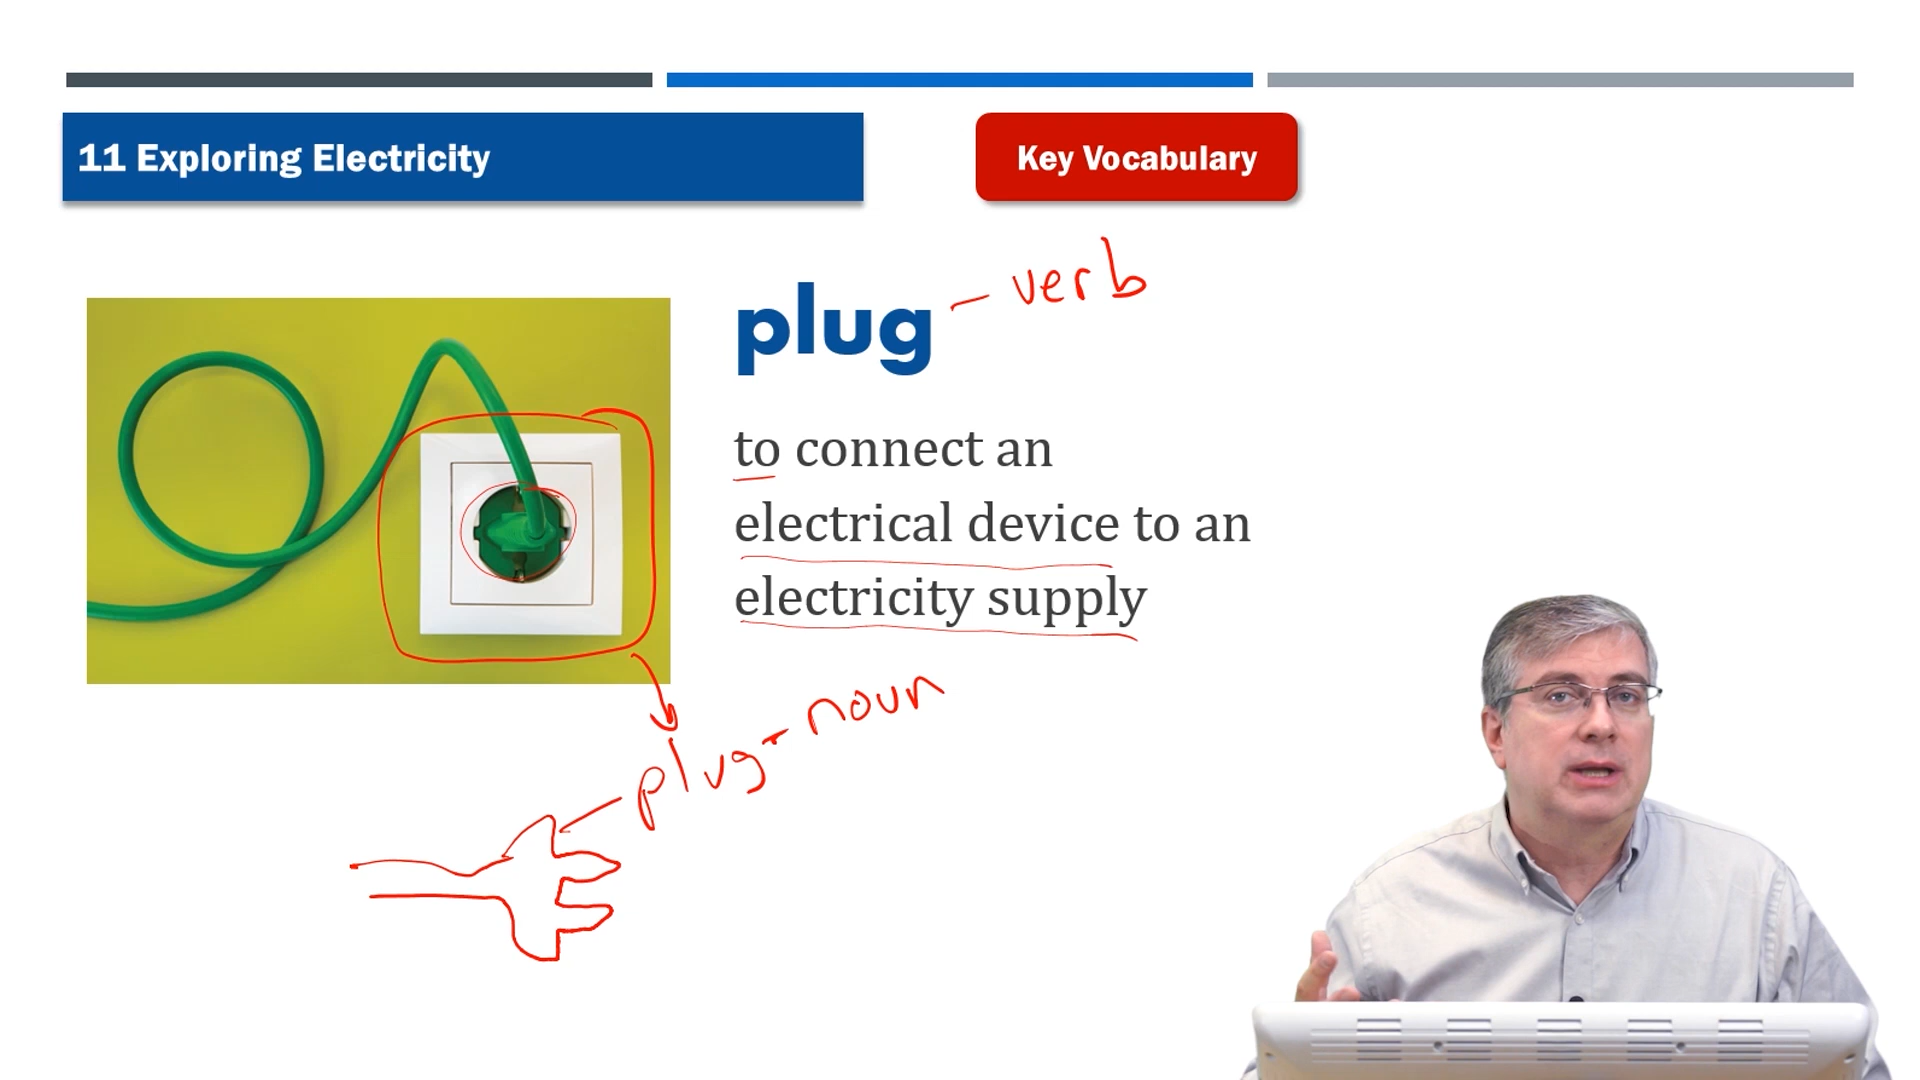 11 Exploring Electricity
Key Vocabulary
plug - verb
to connect an
electrical device to an
electricity supply
plug - noun